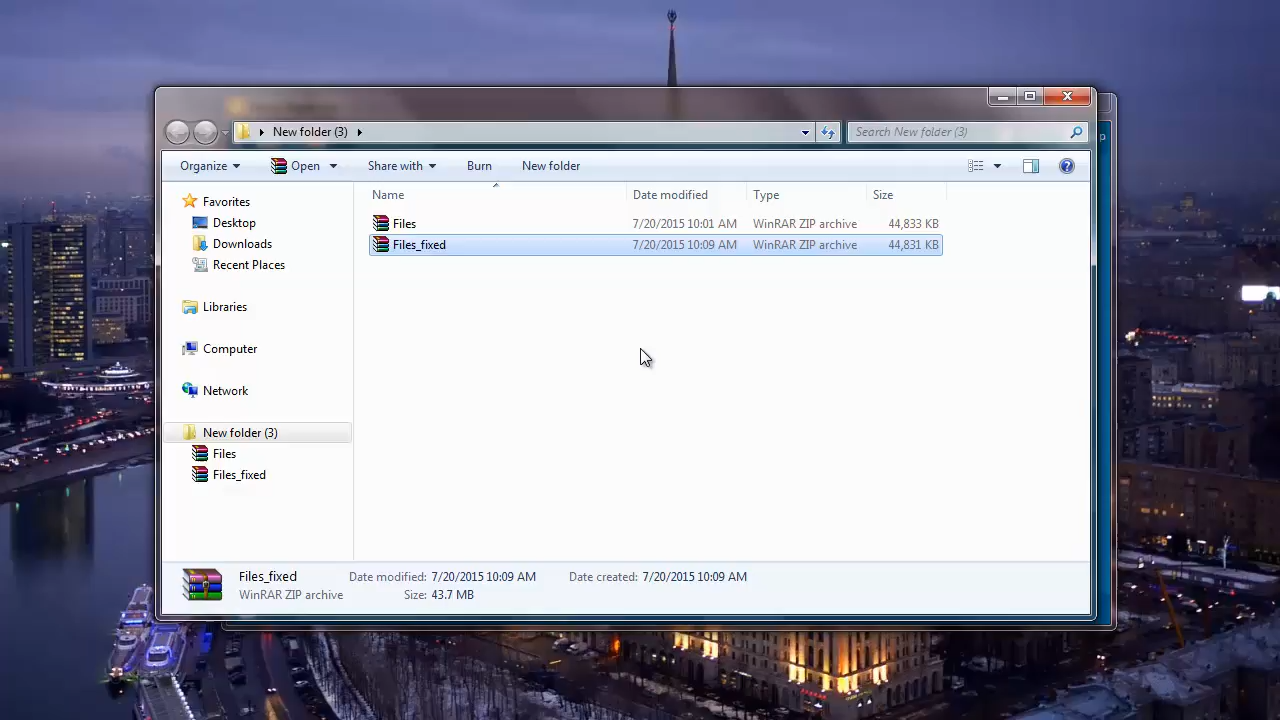 New folder (3)
Search New folder (3)
Organize Open Share with Burn New folder
Favorites
Desktop
Downloads
Recent Places
Libraries
Computer
Network
New folder (3)
Files
Files_fixed
Name Date modified Type Size
Files 7/20/2015 10:01 AM WinRAR ZIP archive 44,833 KB
Files_fixed 7/20/2015 10:09 AM WinRAR ZIP archive 44,831 KB
Files_fixed Date modified: 7/20/2015 10:09 AM Date created: 7/20/2015 10:09 AM
WinRAR ZIP archive Size: 43.7 MB